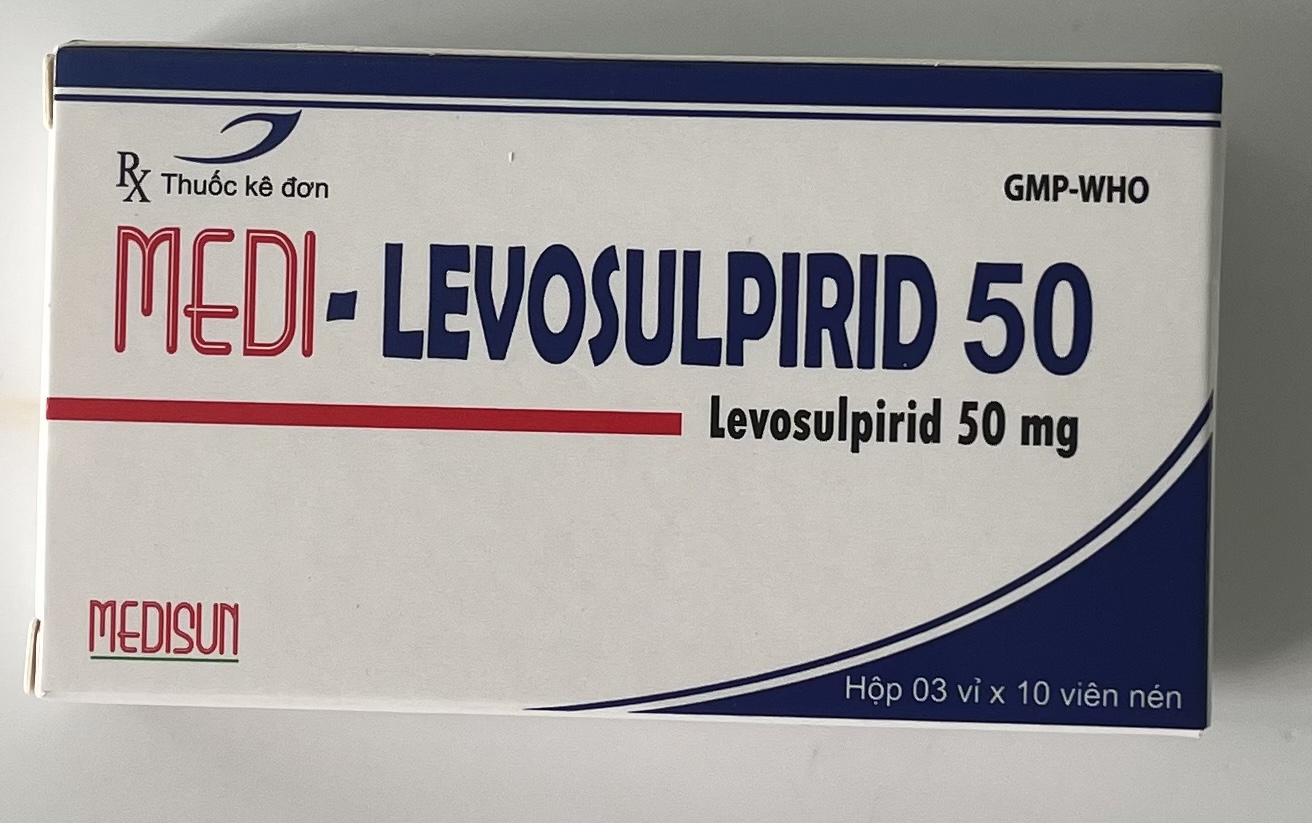 Rx Thuốc kê đơn
GMP-WHO
MEDI - LEVOSULPIRID 50
Levosulpirid 50 mg
MEDISUN
Hộp 03 vỉ x 10 viên nén